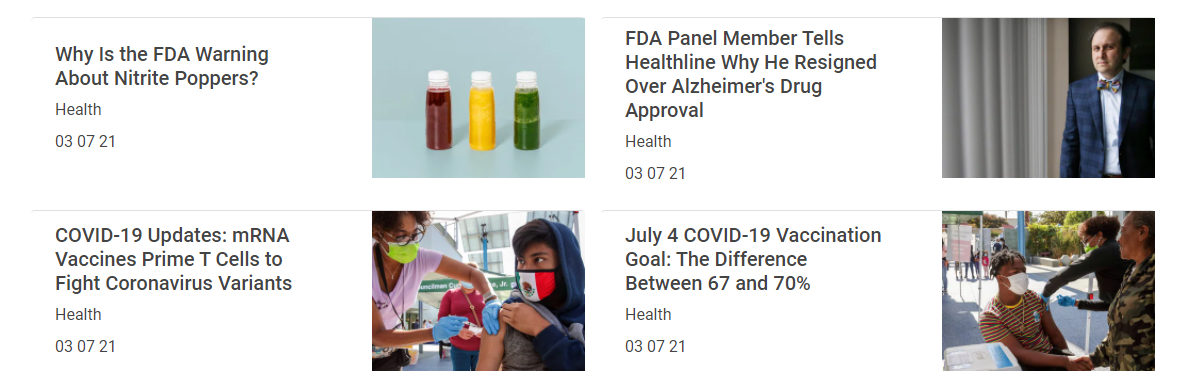 Why Is the FDA Warning
About Nitrite Poppers?
Health
03 07 21
FDA Panel Member Tells
Healthline Why He Resigned
Over Alzheimer's Drug
Approval
Health
03 07 21
COVID-19 Updates: mRNA
Vaccines Prime T Cells to
Fight Coronavirus Variants
Health
03 07 21
July 4 COVID-19 Vaccination
Goal: The Difference
Between 67 and 70%
Health
03 07 21